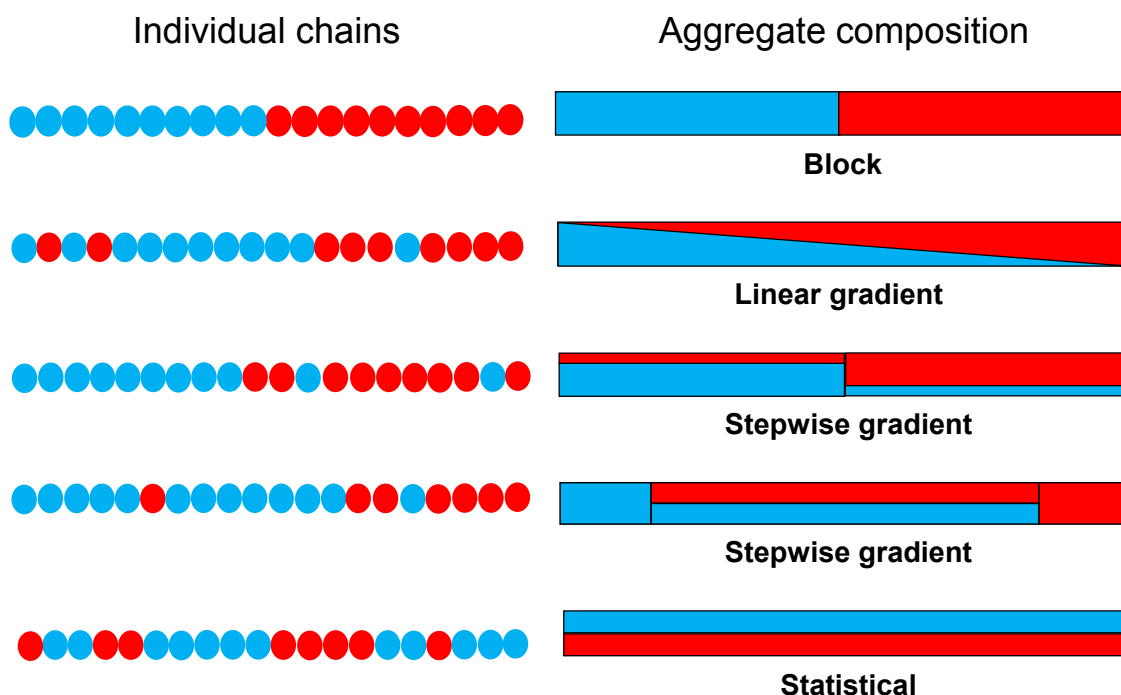 Individual chains
Aggregate composition
Block
Linear gradient
Stepwise gradient
Stepwise gradient
Statistical